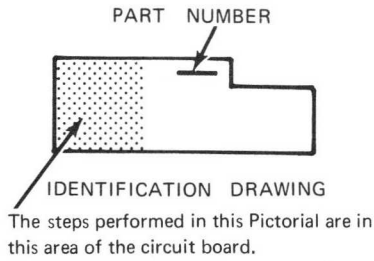 PART NUMBER
IDENTIFICATION DRAWING
The steps performed in this Pictorial are in
this area of the circuit board.